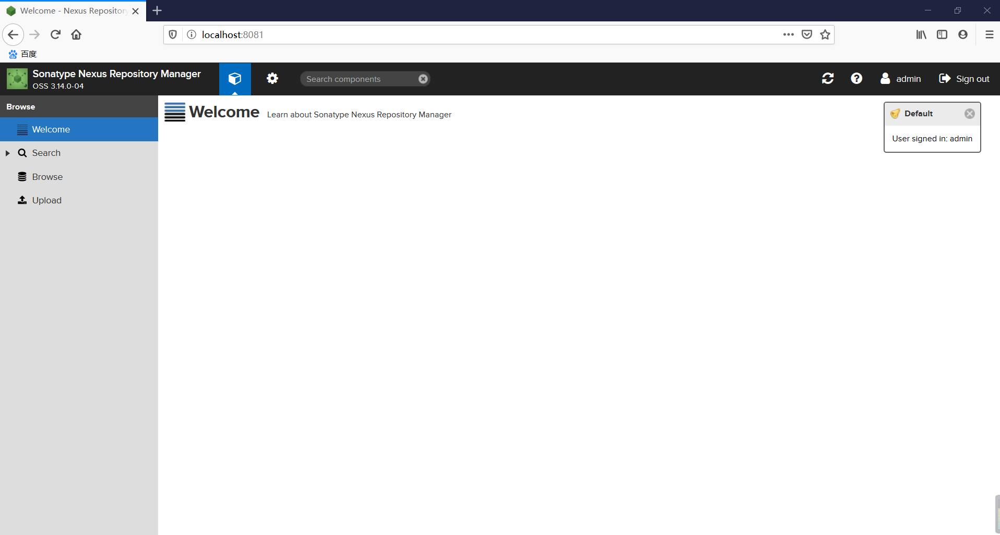 Welcome - Nexus Repository
localhost:8081
百度
Sonatype Nexus Repository Manager
OSS 3.14.0-04
Search components
admin
Sign out
Browse
Welcome
Search
Browse
Upload
Welcome
Learn about Sonatype Nexus Repository Manager
Default
User signed in: admin